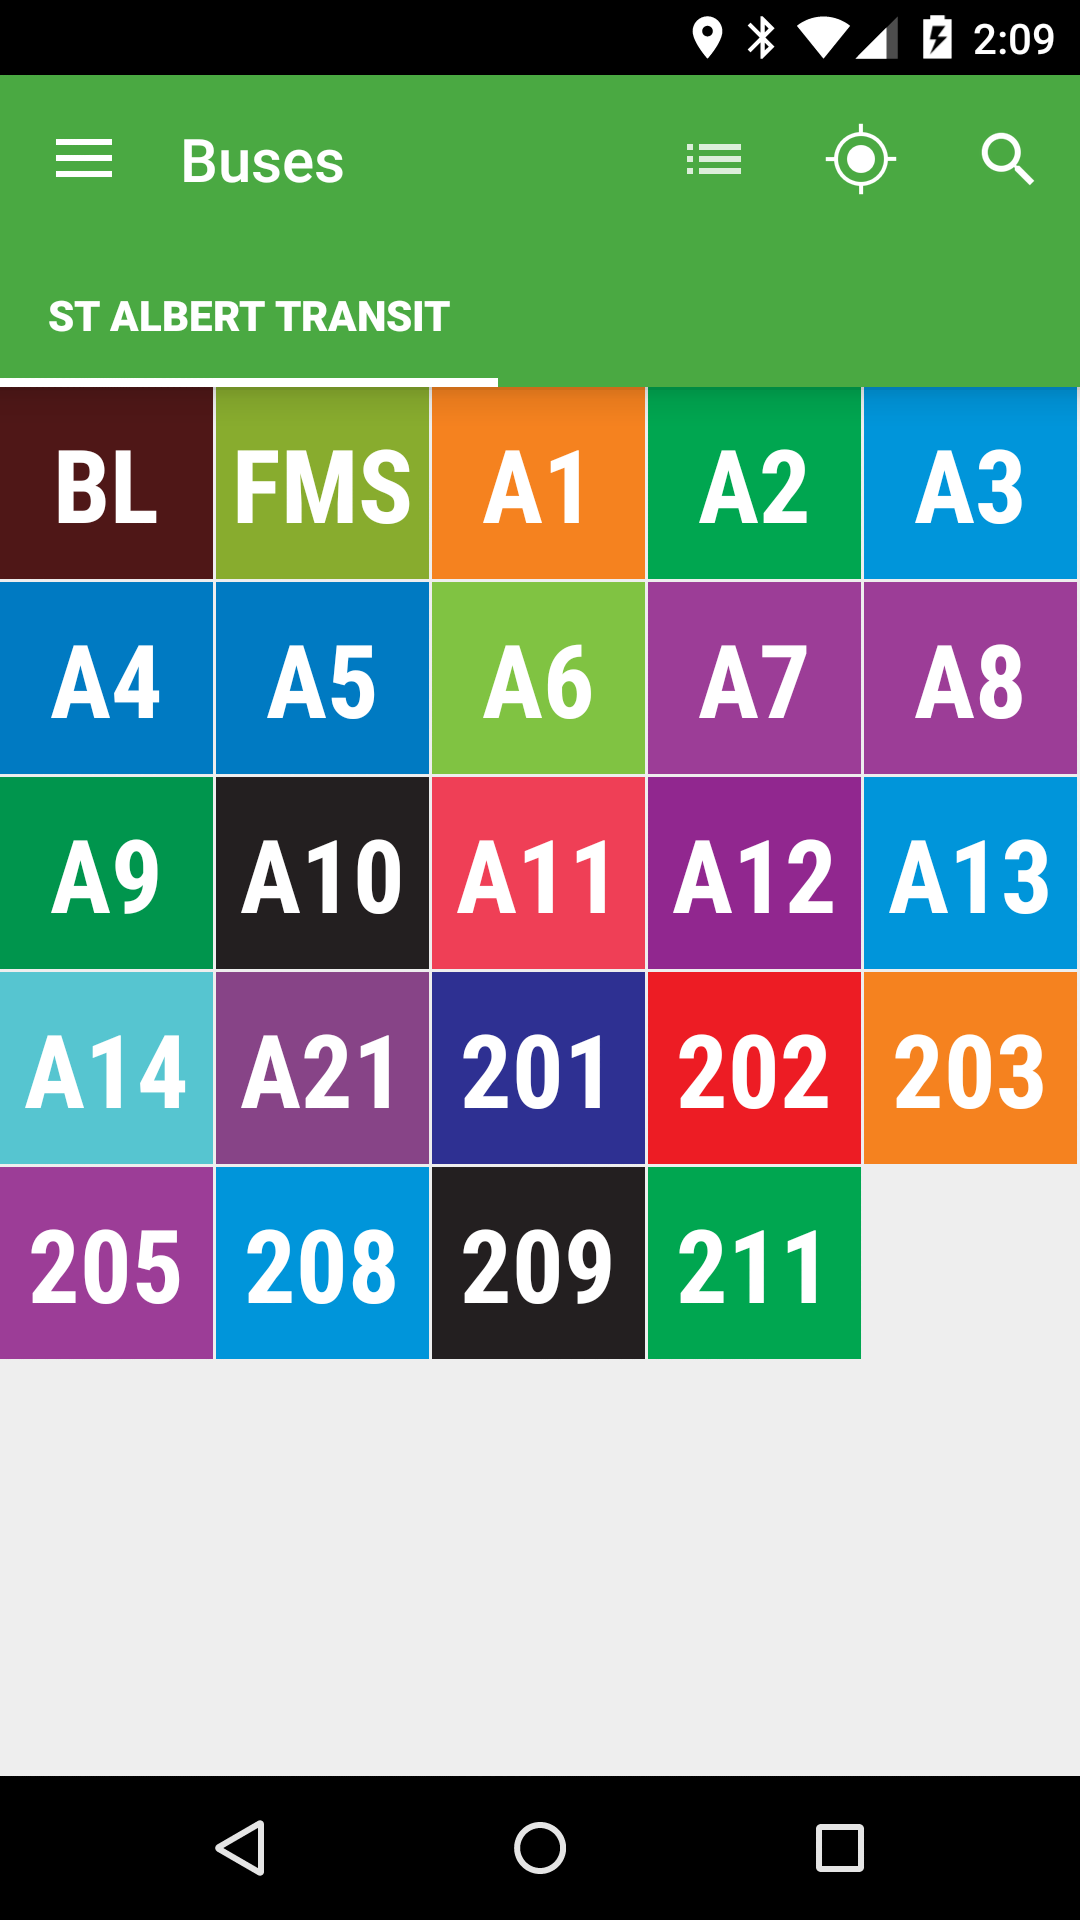 2:09
Buses
ST ALBERT TRANSIT
BL FMS A1 A2 A3
A4 A5 A6 A7 A8
A9 A10 A11 A12 A13
A14 A21 201 202 203
205 208 209 211